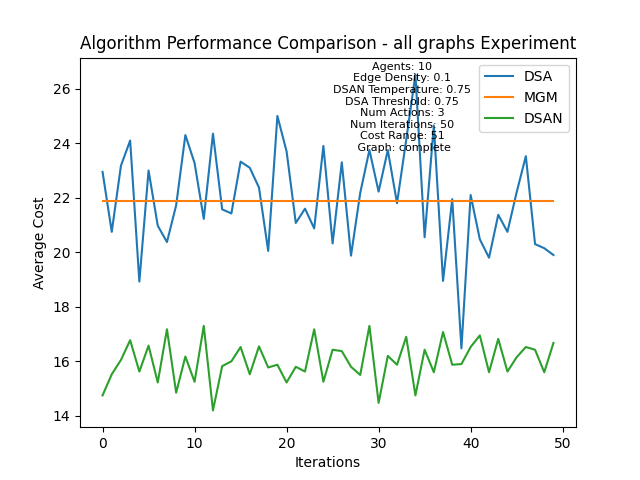 Algorithm Performance Comparison - all graphs Experiment
Agents: 10
Edge Density: 0.1
DSAN Temperature: 0.75
DSA Threshold: 0.75
Num Actions: 3
Num Iterations: 50
Cost Range: 51
Graph: complete
DSA
MGM
DSAN
Average Cost
26
24
22
20
18
16
14
0
10
20
30
40
50
Iterations